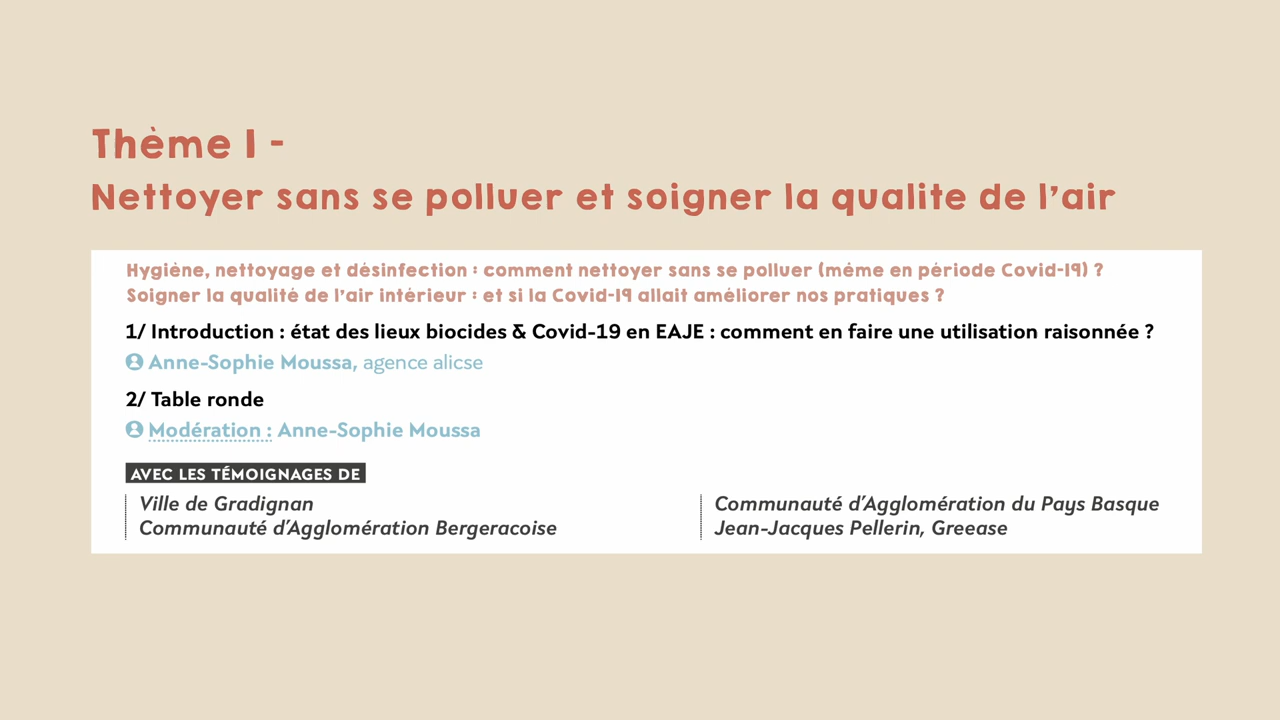 Thème 1 -
Nettoyer sans se polluer et soigner la qualite de l'air
Hygiène, nettoyage et désinfection : comment nettoyer sans se polluer (même en période Covid-19) ?
Soigner la qualité de l'air intérieur : et si la Covid-19 allait améliorer nos pratiques ?
1/ Introduction : état des lieux biocides & Covid-19 en EAJE : comment en faire une utilisation raisonnée ?
Anne-Sophie Moussa, agence alicse
2/ Table ronde
Modération : Anne-Sophie Moussa
AVEC LES TÉMOIGNAGES DE
Ville de Gradignan
Communauté d'Agglomération Bergeracoise
Communauté d'Agglomération du Pays Basque
Jean-Jacques Pellerin, Greease